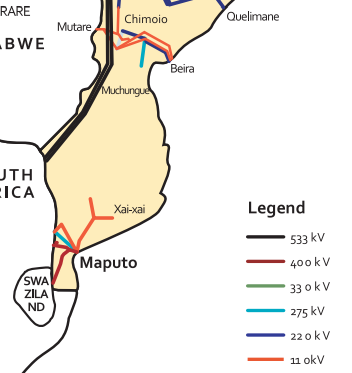 RARE
Mutare
Chimoio
Quelimane
ABWE
Beira
Muchungue
UTH
RICA
Xai-xai
Maputo
SWA
ZILA
ND
Legend
533 kV
400 kV
330 kV
275 kV
220 kV
110kV